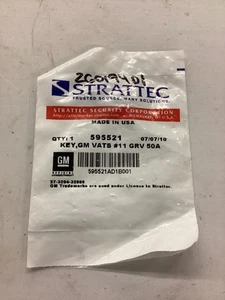 STRATTEC
TRUSTED SOURCE. MANY SOLUTIONS.
STRATTEC SECURITY CORPORATION
MADE IN USA
QTY: 1 595521 07/07/10
KEY,GM VATS #11 GRV 50A
GM
595521AD1B001
GM Trademarks are used under License to Strattec.